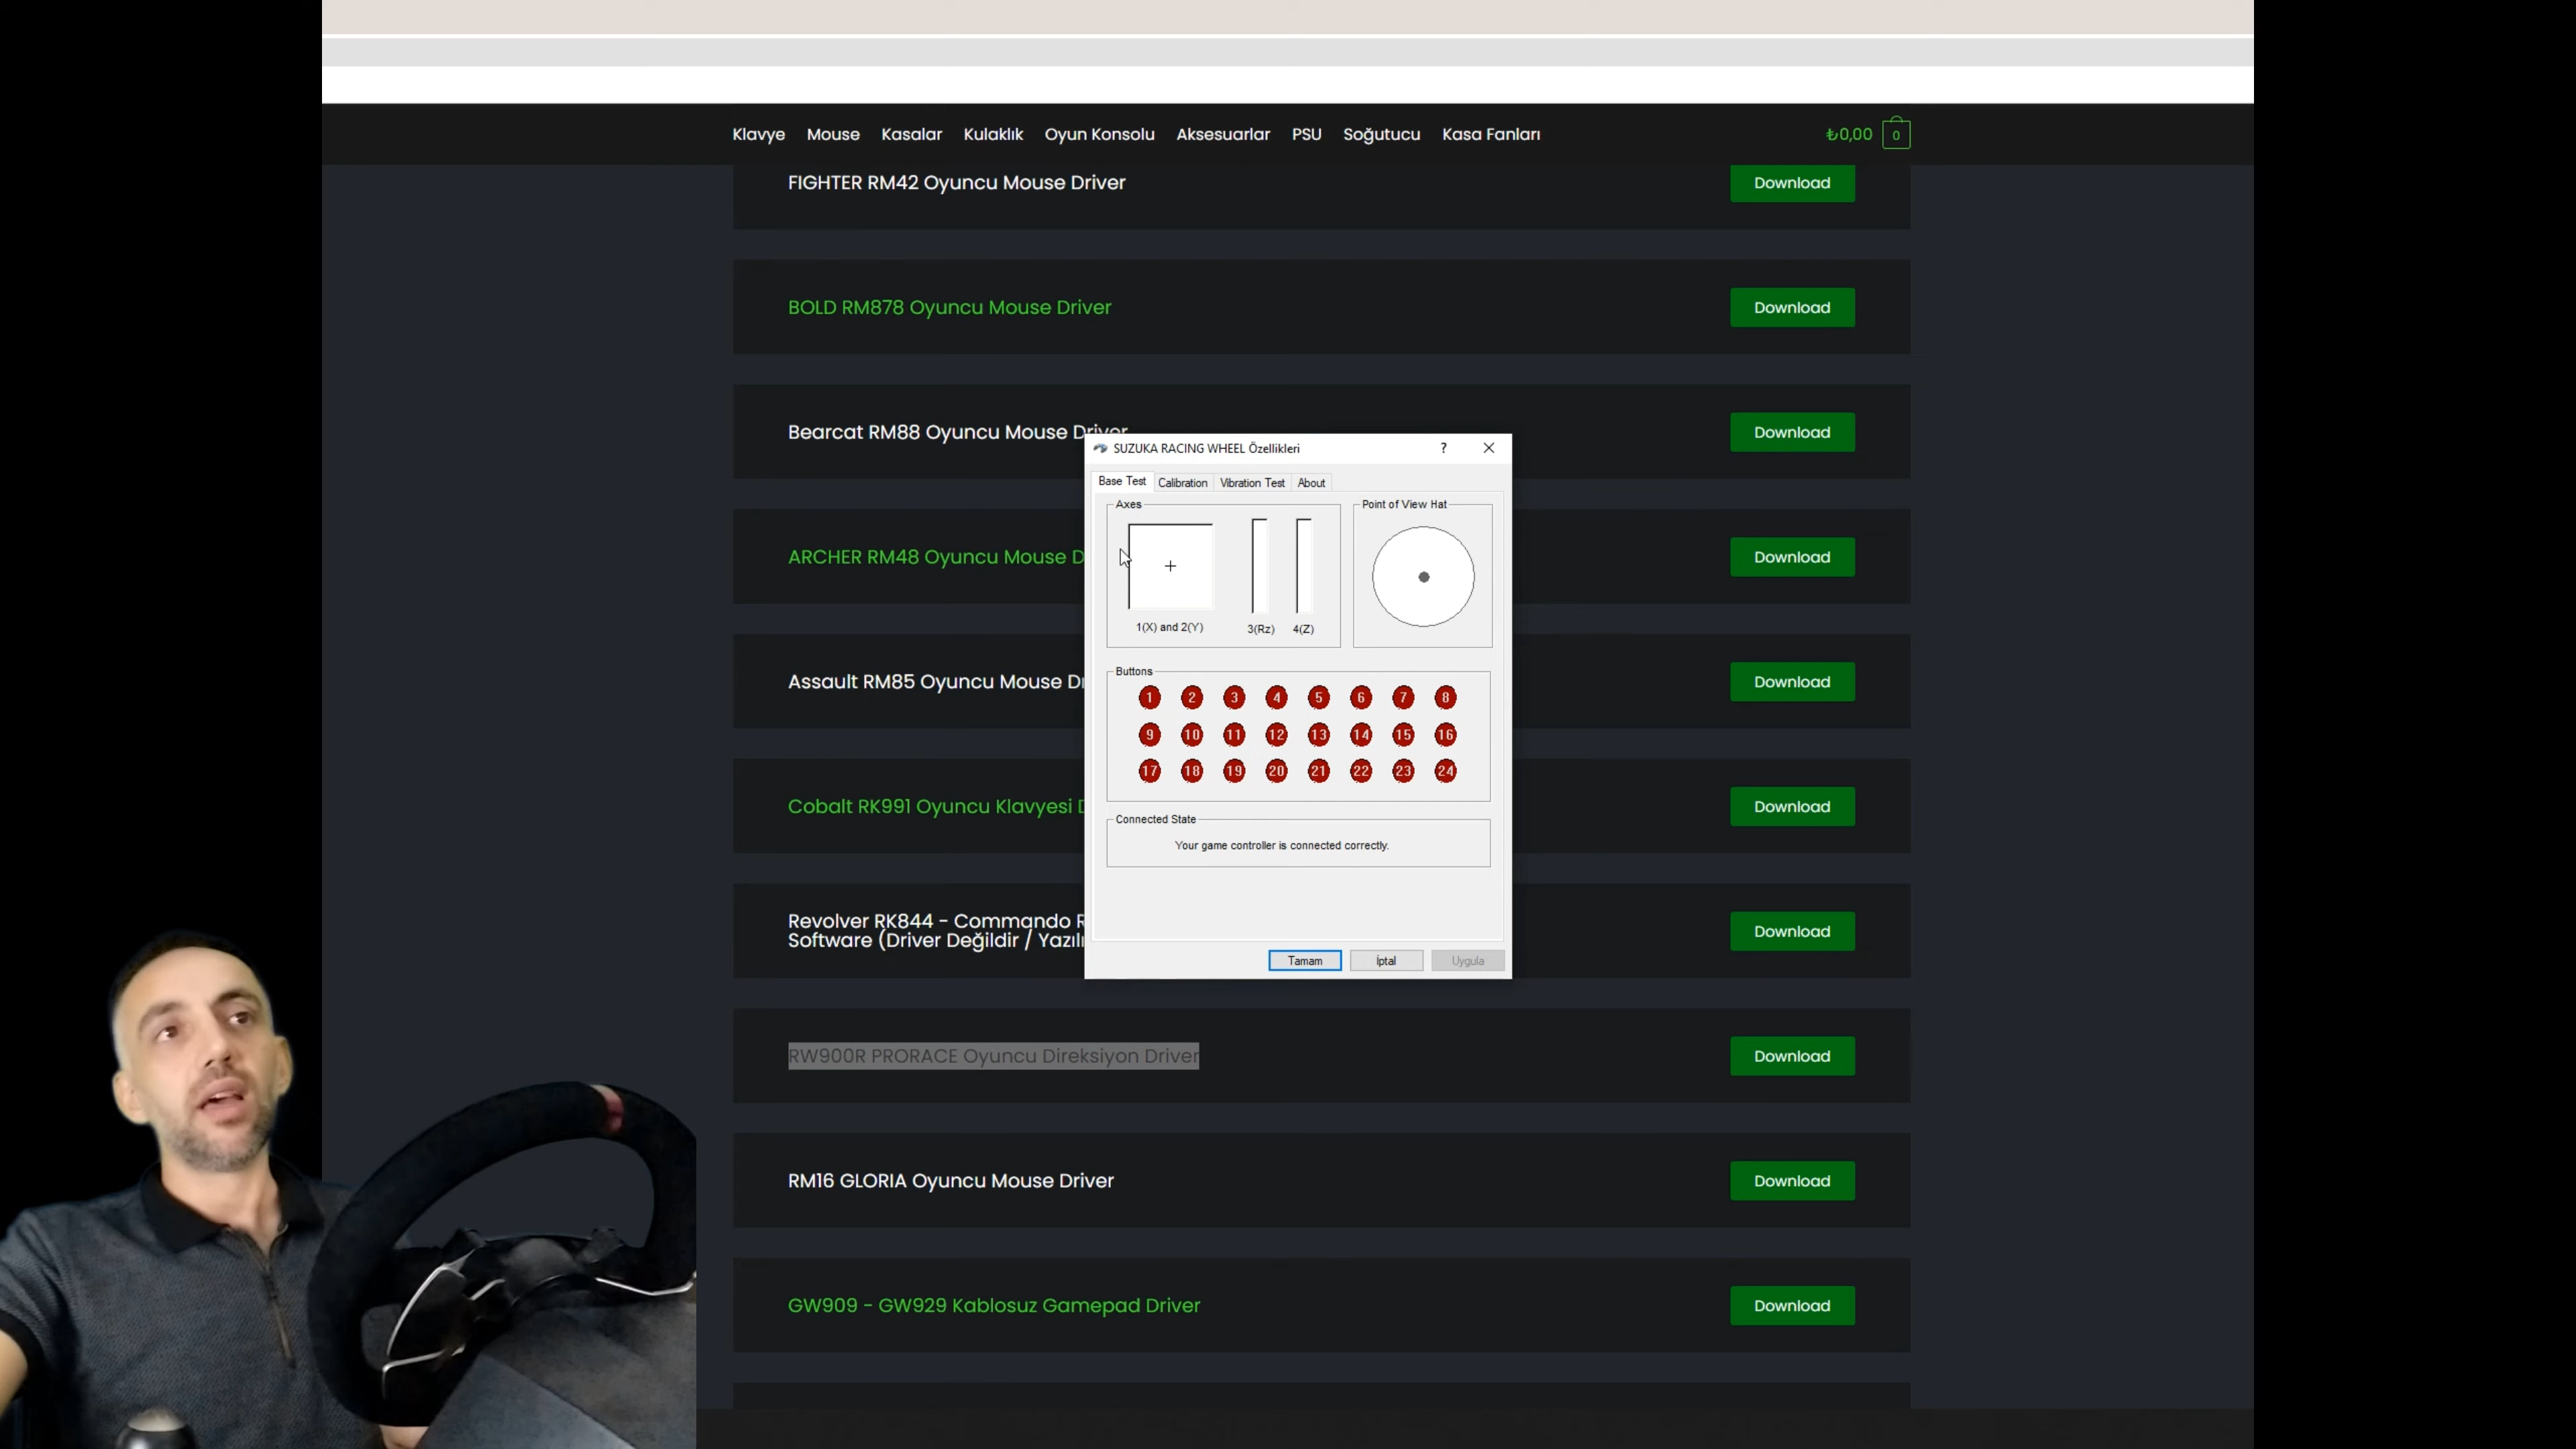 Klavye Mouse Kasalar Kulaklık Oyun Konsolu Aksesuarlar PSU Soğutucu Kasa Fanları ₺0,00 0
FIGHTER RM42 Oyuncu Mouse Driver Download
BOLD RM878 Oyuncu Mouse Driver Download
Bearcat RM88 Oyuncu Mouse Driver Download
ARCHER RM48 Oyuncu Mouse D Download
Assault RM85 Oyuncu Mouse Dr Download
Cobalt RK991 Oyuncu Klavyesi D Download
Revolver RK844 - Commando R
Software (Driver Değildir / Yazılı Download
RW900R PRORACE Oyuncu Direksiyon Driver Download
RM16 GLORIA Oyuncu Mouse Driver Download
GW909 - GW929 Kablosuz Gamepad Driver Download
SUZUKA RACING WHEEL Özellikleri ?
Base Test Calibration Vibration Test About
Axes Point of View Hat
1(X) and 2(Y) 3(Rz) 4(Z)
Buttons
1 2 3 4 5 6 7 8
9 10 11 12 13 14 15 16
17 18 19 20 21 22 23 24
Connected State
Your game controller is connected correctly.
Tamam İptal Uygula